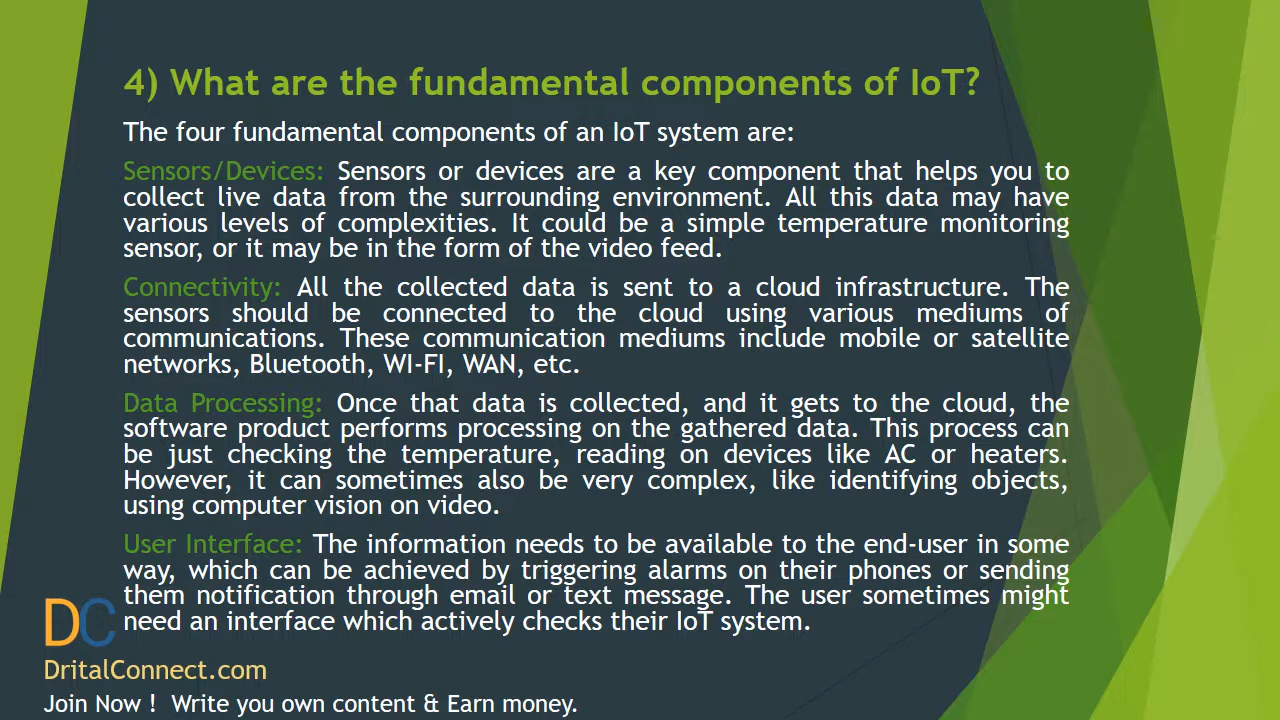 4) What are the fundamental components of IoT?
The four fundamental components of an IoT system are:
Sensors/Devices: Sensors or devices are a key component that helps you to
collect live data from the surrounding environment. All this data may have
various levels of complexities. It could be a simple temperature monitoring
sensor, or it may be in the form of the video feed.
Connectivity: All the collected data is sent to a cloud infrastructure. The
sensors should be connected to the cloud using various mediums of
communications. These communication mediums include mobile or satellite
networks, Bluetooth, WI-FI, WAN, etc.
Data Processing: Once that data is collected, and it gets to the cloud, the
software product performs processing on the gathered data. This process can
be just checking the temperature, reading on devices like AC or heaters.
However, it can sometimes also be very complex, like identifying objects,
using computer vision on video.
User Interface: The information needs to be available to the end-user in some
way, which can be achieved by triggering alarms on their phones or sending
them notification through email or text message. The user sometimes might
need an interface which actively checks their IoT system.
DC
DritalConnect.com
Join Now ! Write you own content & Earn money.